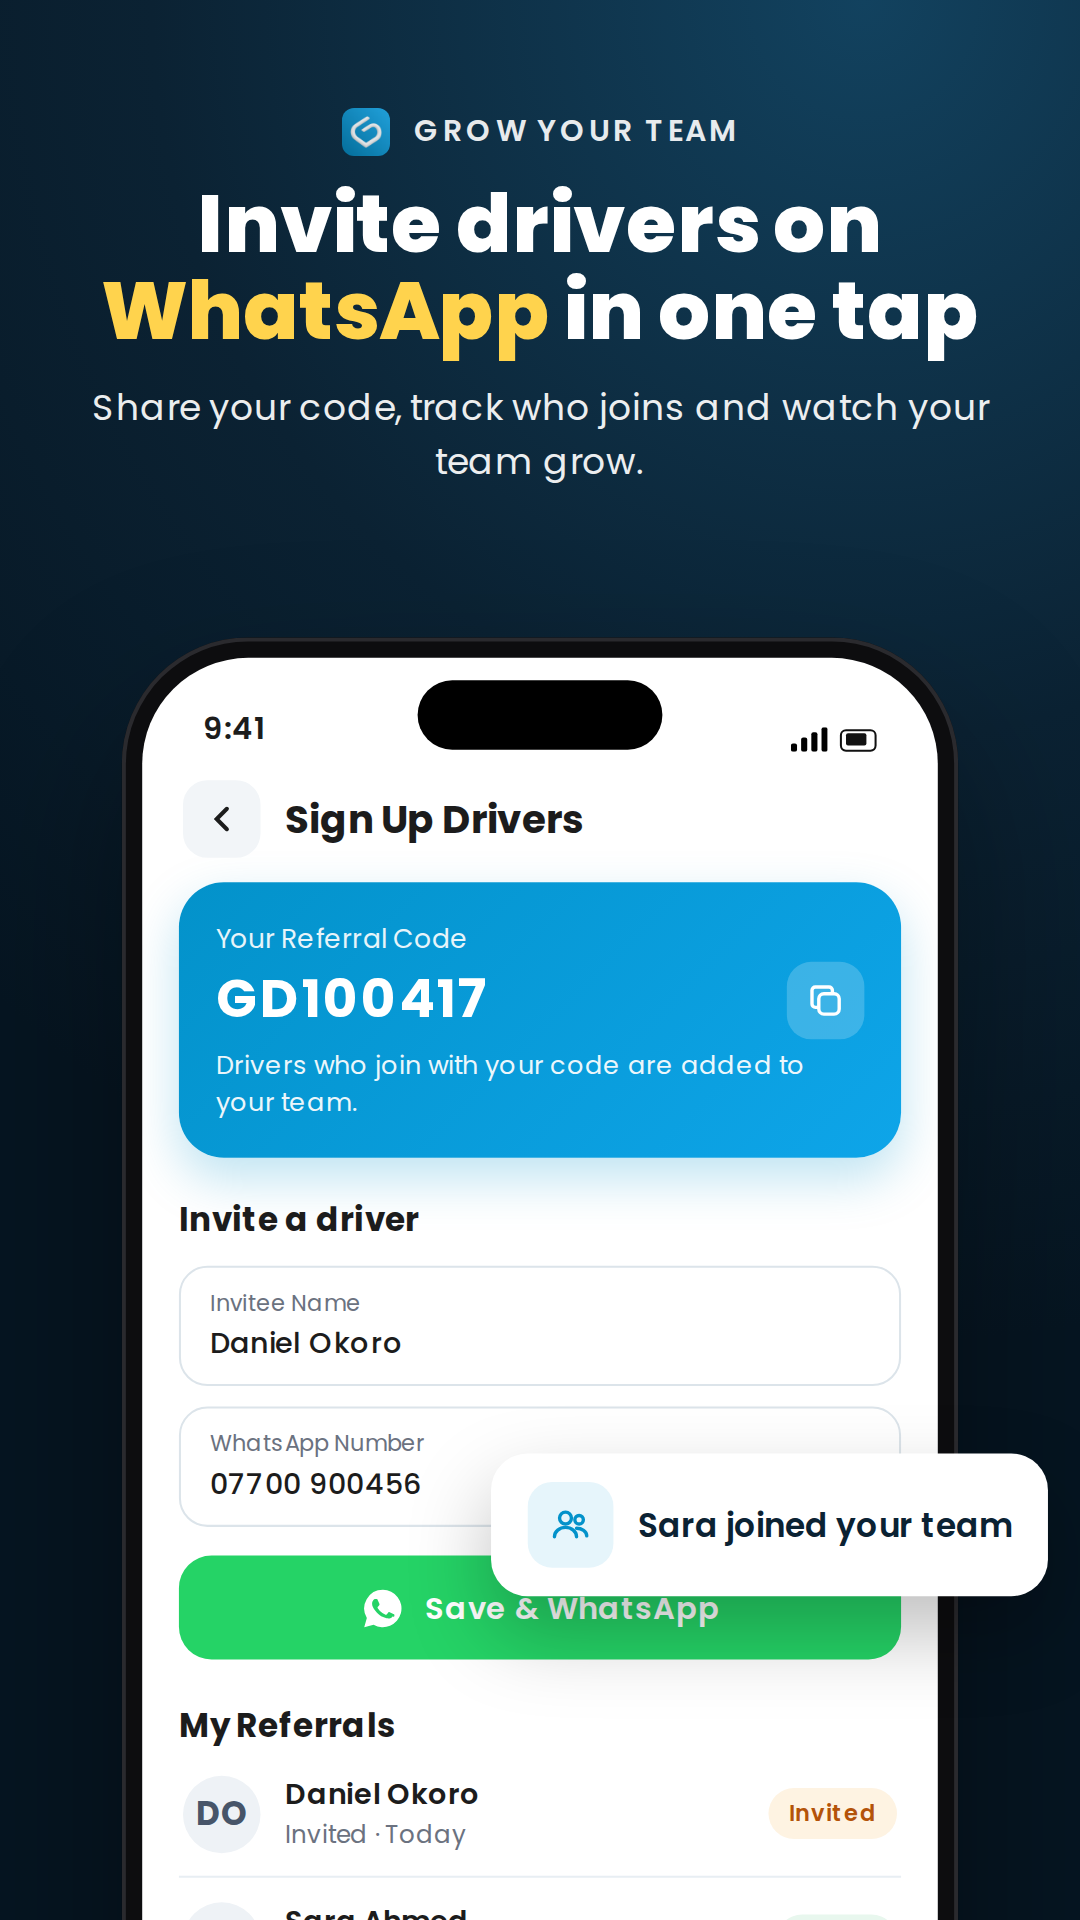 GROW YOUR TEAM
Invite drivers on
WhatsApp in one tap
Share your code, track who joins and watch your
team grow.
9:41
Sign Up Drivers
Your Referral Code
GD100417
Drivers who join with your code are added to
your team.
Invite a driver
Invitee Name
Daniel Okoro
WhatsApp Number
07700 900456
Sara joined your team
Save & WhatsApp
My Referrals
DO
Daniel Okoro
Invited · Today
Invited
Sara Ahmed